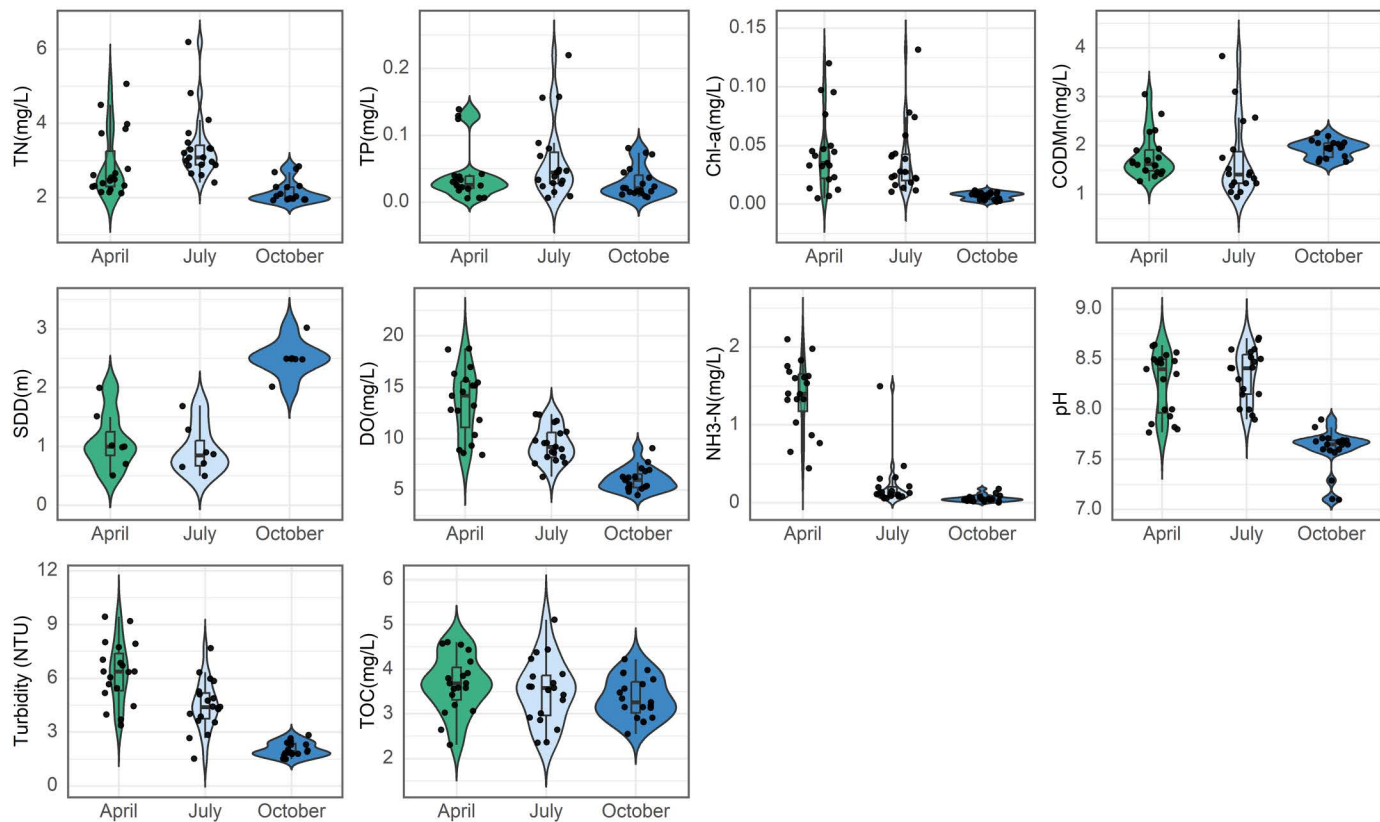 TN(mg/L)
6
4
2
April July October
TP(mg/L)
0.2
0.1
0.0
April July Octobe
Chl-a(mg/L)
0.15
0.10
0.05
0.00
April July Octobe
CODMn(mg/L)
4
3
2
1
April July October
SDD(m)
3
2
1
0
April July October
DO(mg/L)
20
15
10
5
April July October
NH3-N(mg/L)
2
1
0
April July October
pH
9.0
8.5
8.0
7.5
7.0
April July October
Turbidity (NTU)
12
9
6
3
0
April July October
TOC(mg/L)
6
5
4
3
2
April July October